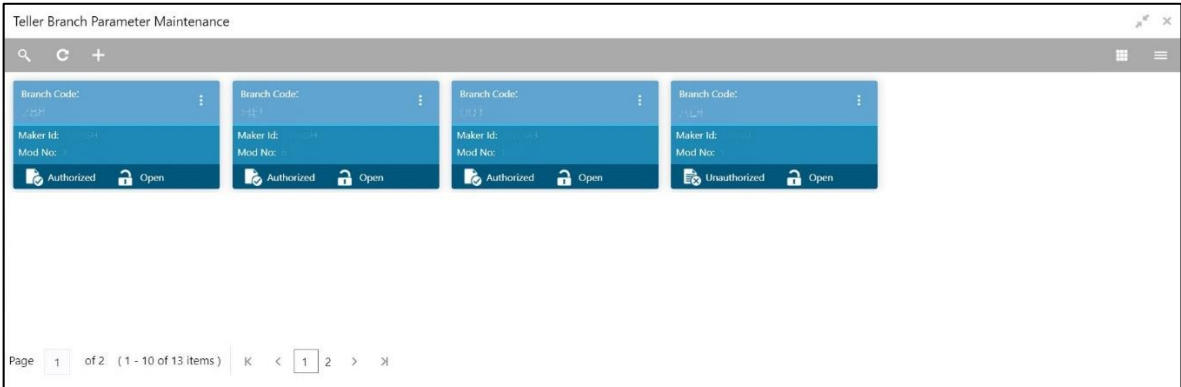 Teller Branch Parameter Maintenance
Branch Code: Branch Code: Branch Code: Branch Code:
Maker Id: Maker Id: Maker Id: Maker Id:
Mod No: Mod No: Mod No: Mod No:
Authorized Open Authorized Open Authorized Open Unauthorized Open
Page 1 of 2 ( 1 - 10 of 13 items ) K < 1 2 > >|